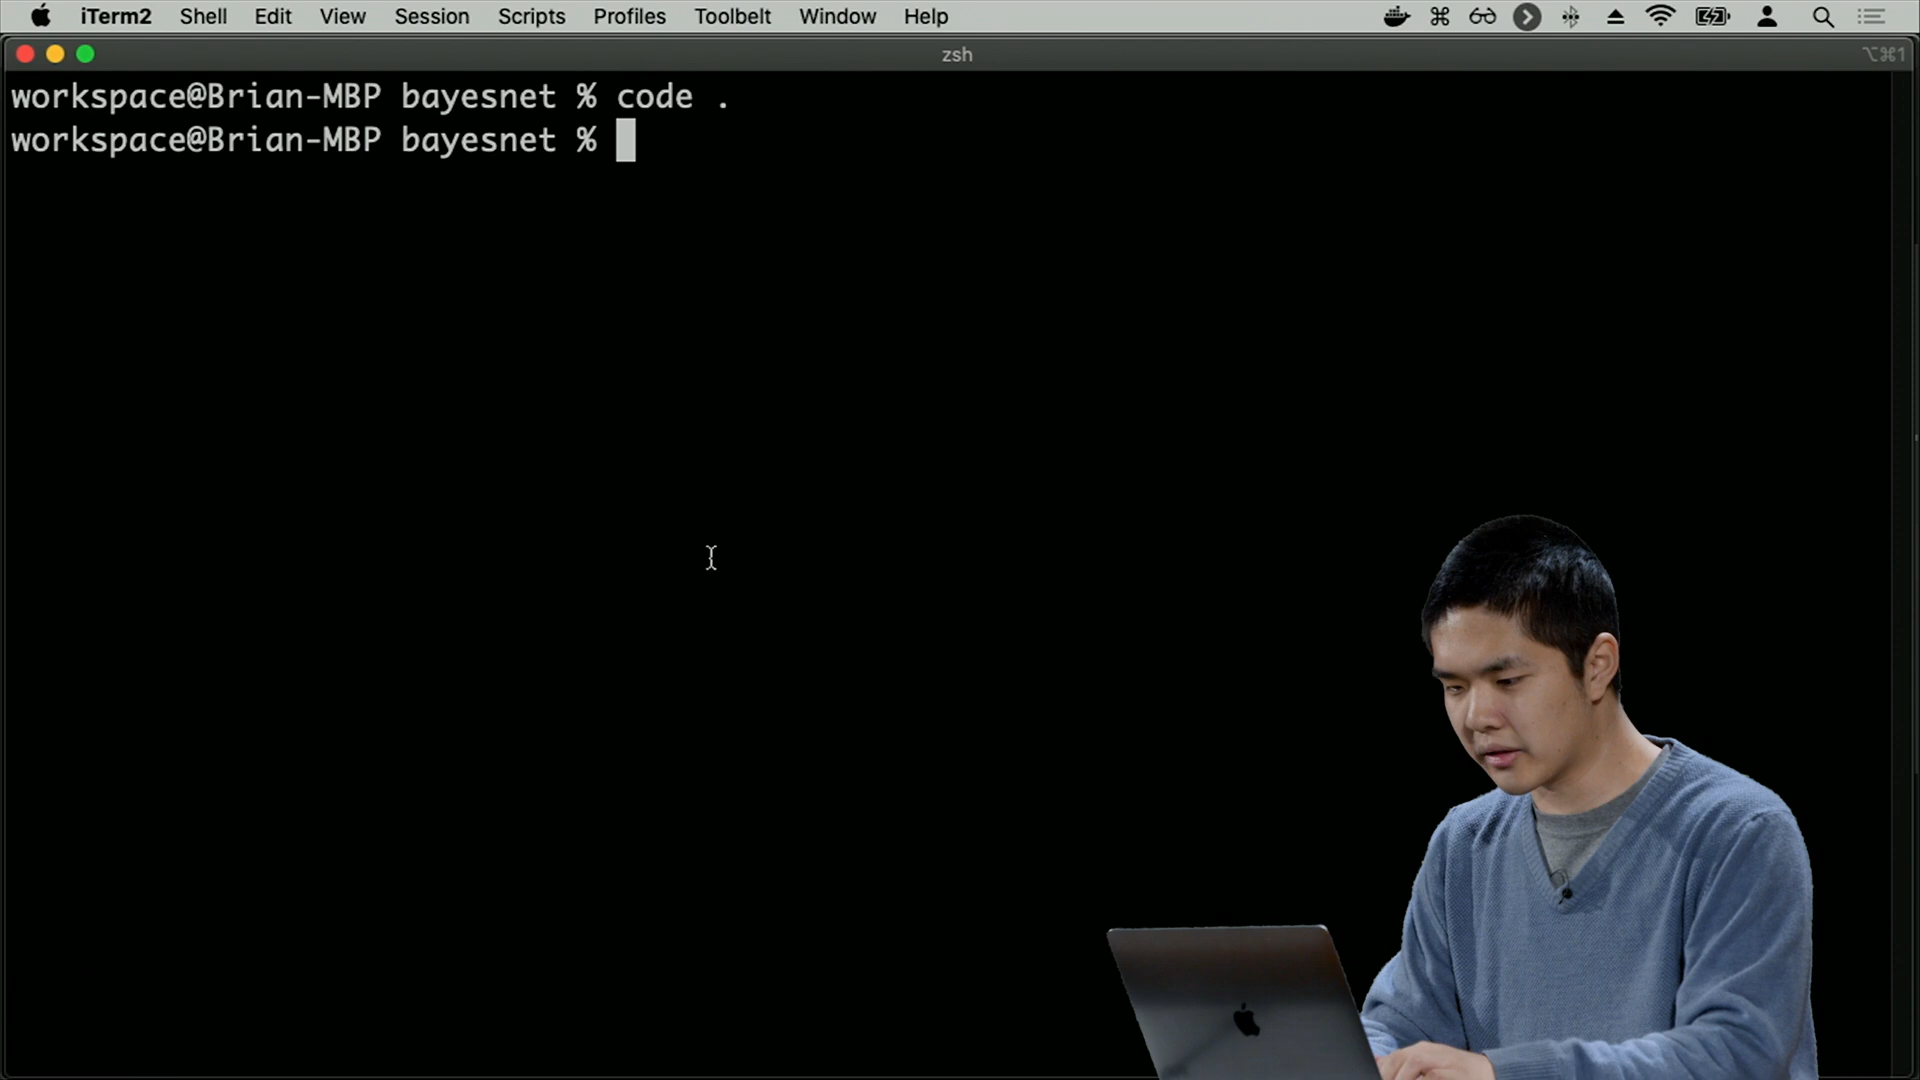 iTerm2 Shell Edit View Session Scripts Profiles Toolbelt Window Help
zsh
⌥⌘1
workspace@Brian-MBP bayesnet % code .
workspace@Brian-MBP bayesnet %